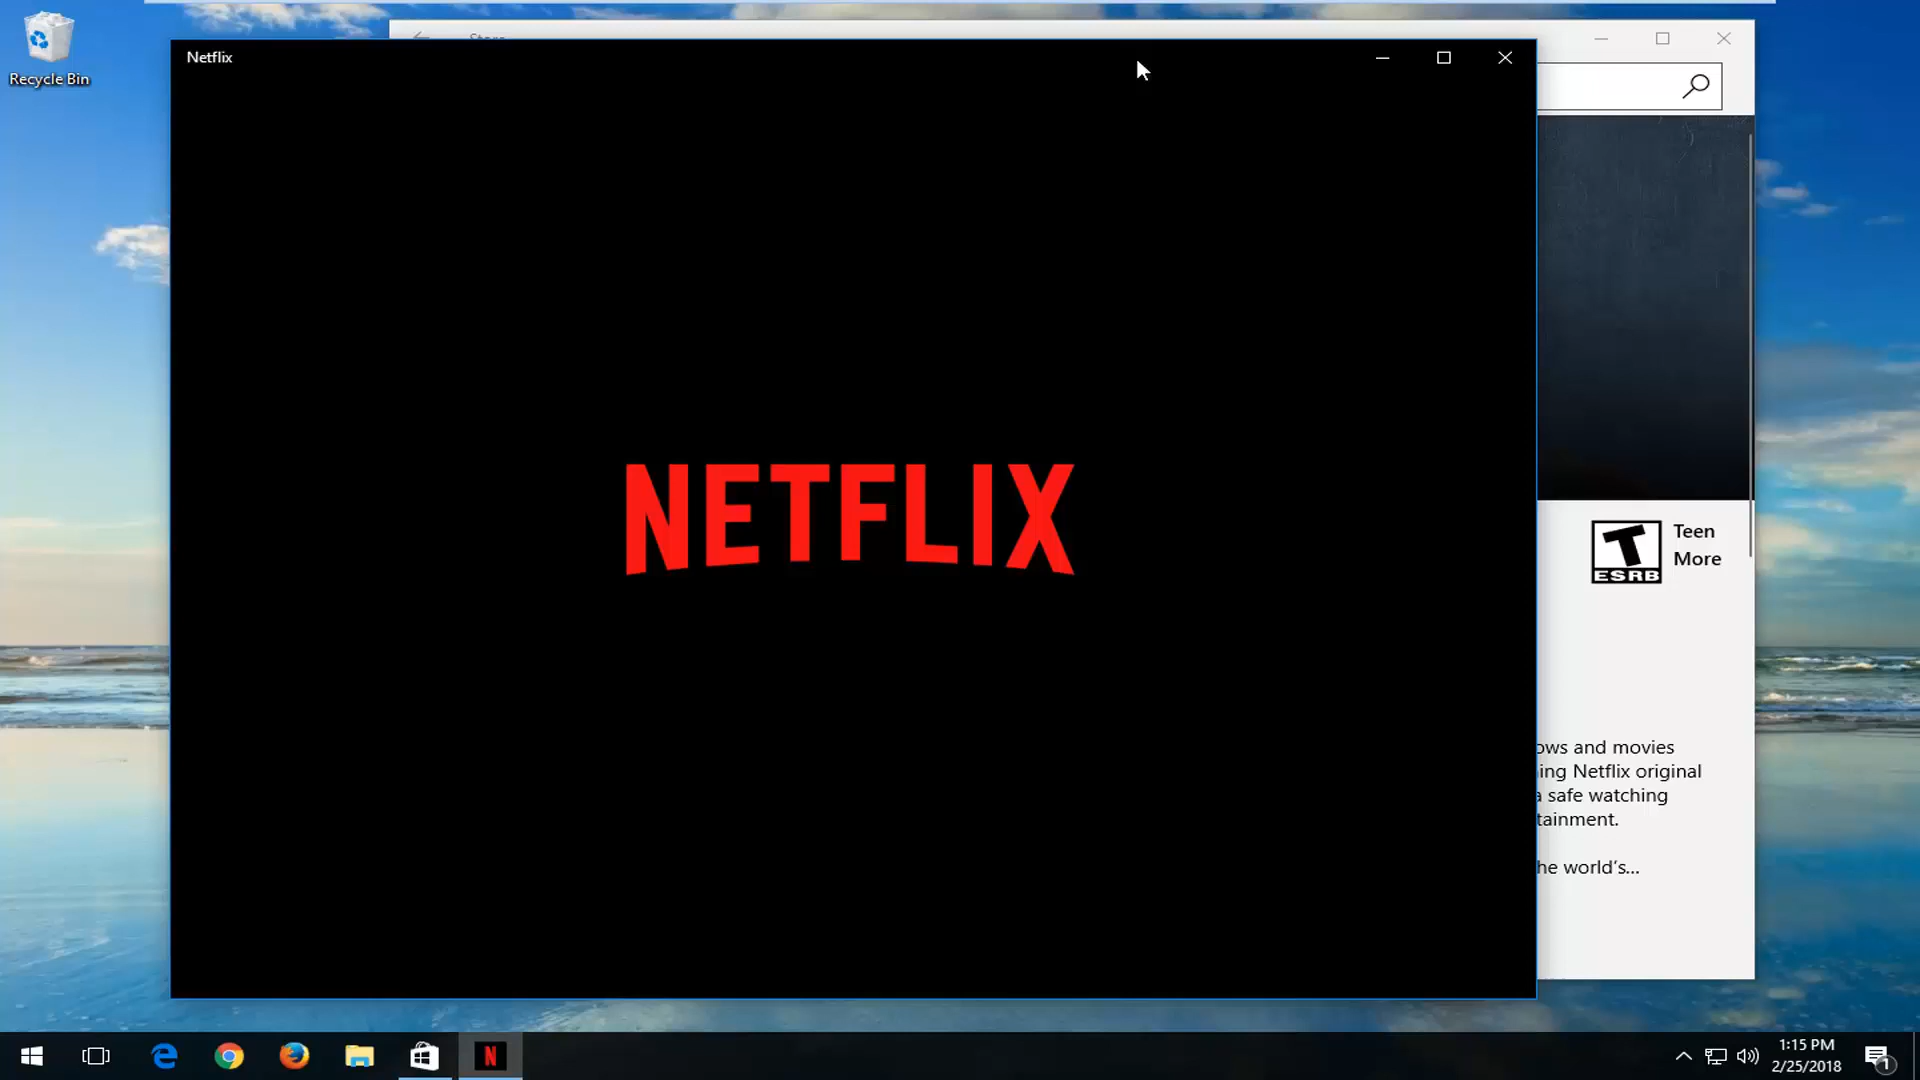 Recycle Bin
Netflix
NETFLIX
T
ESRB
Teen
More
ows and movies
ing Netflix original
a safe watching
tainment.
he world's...
N
1:15 PM
2/25/2018
1